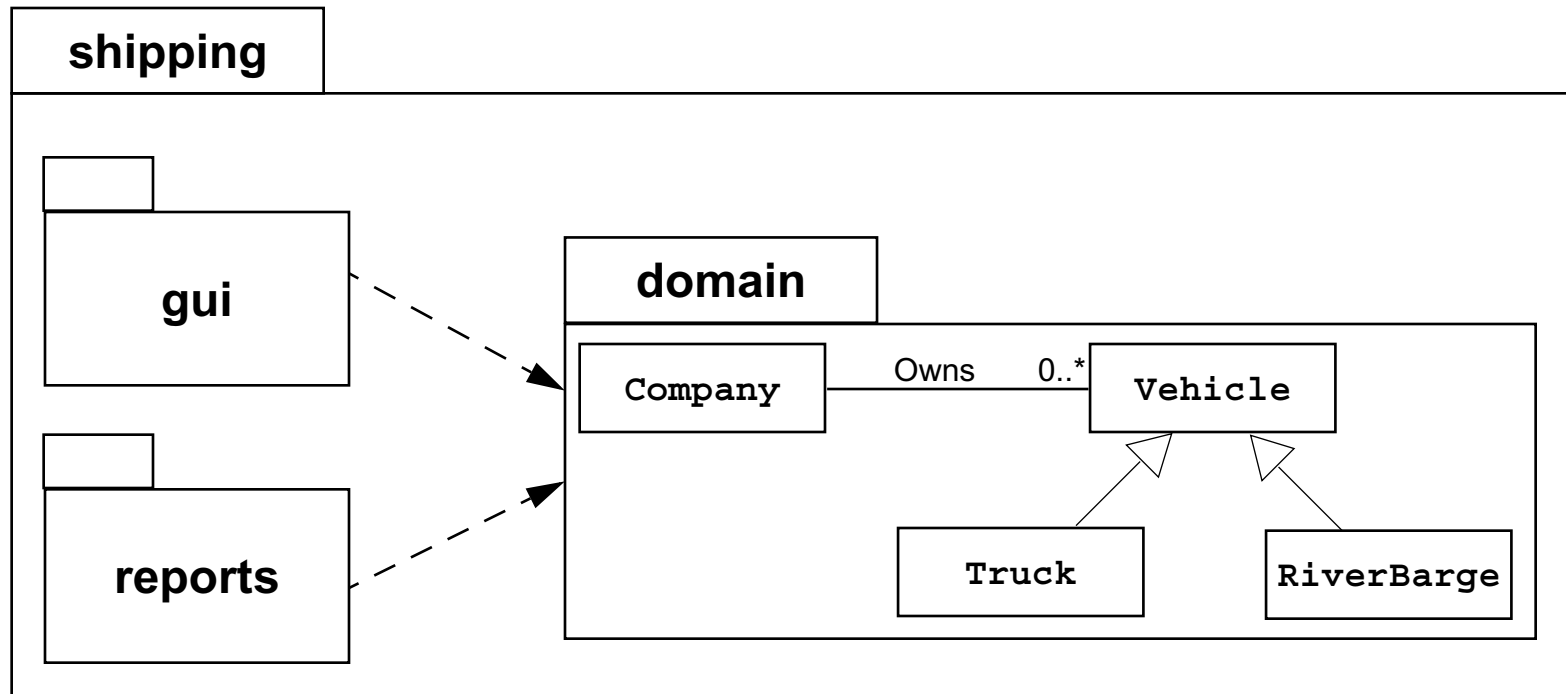 shipping
gui
domain
Company
Owns
0..*
Vehicle
reports
Truck
RiverBarge